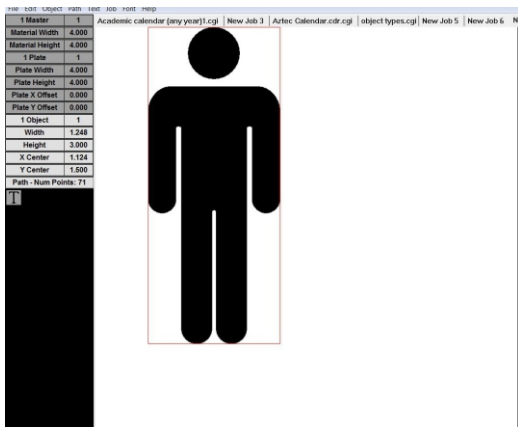 File Edit Object Path Text Job Font Help
1 Master 1 Academic calendar (any year)1.cgi New Job 3 Artec Calendar.cdr.cgi object types.cgi New Job 5 New Job 6 N
Material Width 4.000
Material Height 4.000
1 Plate 1
Plate Width 4.000
Plate Height 4.000
Plate X Offset 0.000
Plate Y Offset 0.000
1 Object 1
Width 1.248
Height 3.000
X Center 1.124
Y Center 1.500
Path - Num Points: 71
T